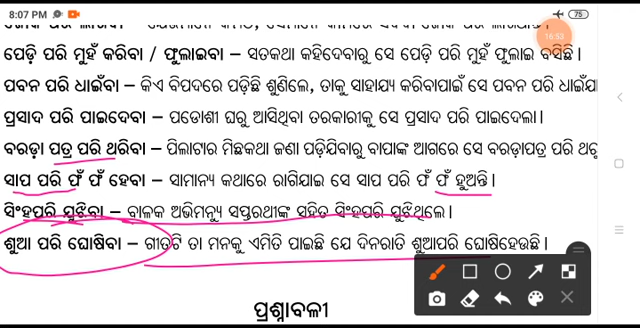 8:07 PM
75
16:53
ପେଡ଼ି ପରି ମୁହଁ କରିବା / ଫୁଲାଇବା – ସତକଥା କହିଦେବାରୁ ସେ ପେଡ଼ି ପରି ମୁହଁ ଫୁଲାଇ ବସିଛି ।
ପବନ ପରି ଧାଇଁବା – କିଏ ବିପଦରେ ପଡ଼ିଛି ଶୁଣିଲେ, ତାକୁ ସାହାଯ୍ୟ କରିବାପାଇଁ ସେ ପବନ ପରି ଧାଇଁଯା
ପ୍ରସାଦ ପରି ପାଇଦେବା – ପଡୋଶୀ ଘରୁ ଆସିଥିବା ତରକାରୀକୁ ସେ ପ୍ରସାଦ ପରି ପାଇଦେଲା ।
ବରଡ଼ା ପତ୍ର ପରି ଥରିବା – ପିଲାଟାର ମିଛକଥା ଜଣା ପଡ଼ିଯିବାରୁ ବାପାଙ୍କ ଆଗରେ ସେ ବରଡ଼ାପତ୍ର ପରି
ସାପ ପରି ଫଁ ଫଁ ହେବା – ସାମାନ୍ୟ କଥାରେ ରାଗିଯାଇ ସେ ସାପ ପରି ଫଁ ଫଁ ହୁଅନ୍ତି ।
ସିଂହପରି ଯୁଝିବା – ବାଳକ ଅଭିମନ୍ୟୁ ସପ୍ତରଥୀଙ୍କ ସହିତ ସିଂହପରି ଯୁଝିଥିଲେ ।
ଶୁଆ ପରି ଘୋଷିବା – ଗୀତଟି ତା ମନକୁ ଏମିତି ପାଇଛି ଯେ ଦିନରାତି ଶୁଆପରି ଘୋଷିହେଉଛି ।
ପ୍ରଶ୍ନାବଳୀ